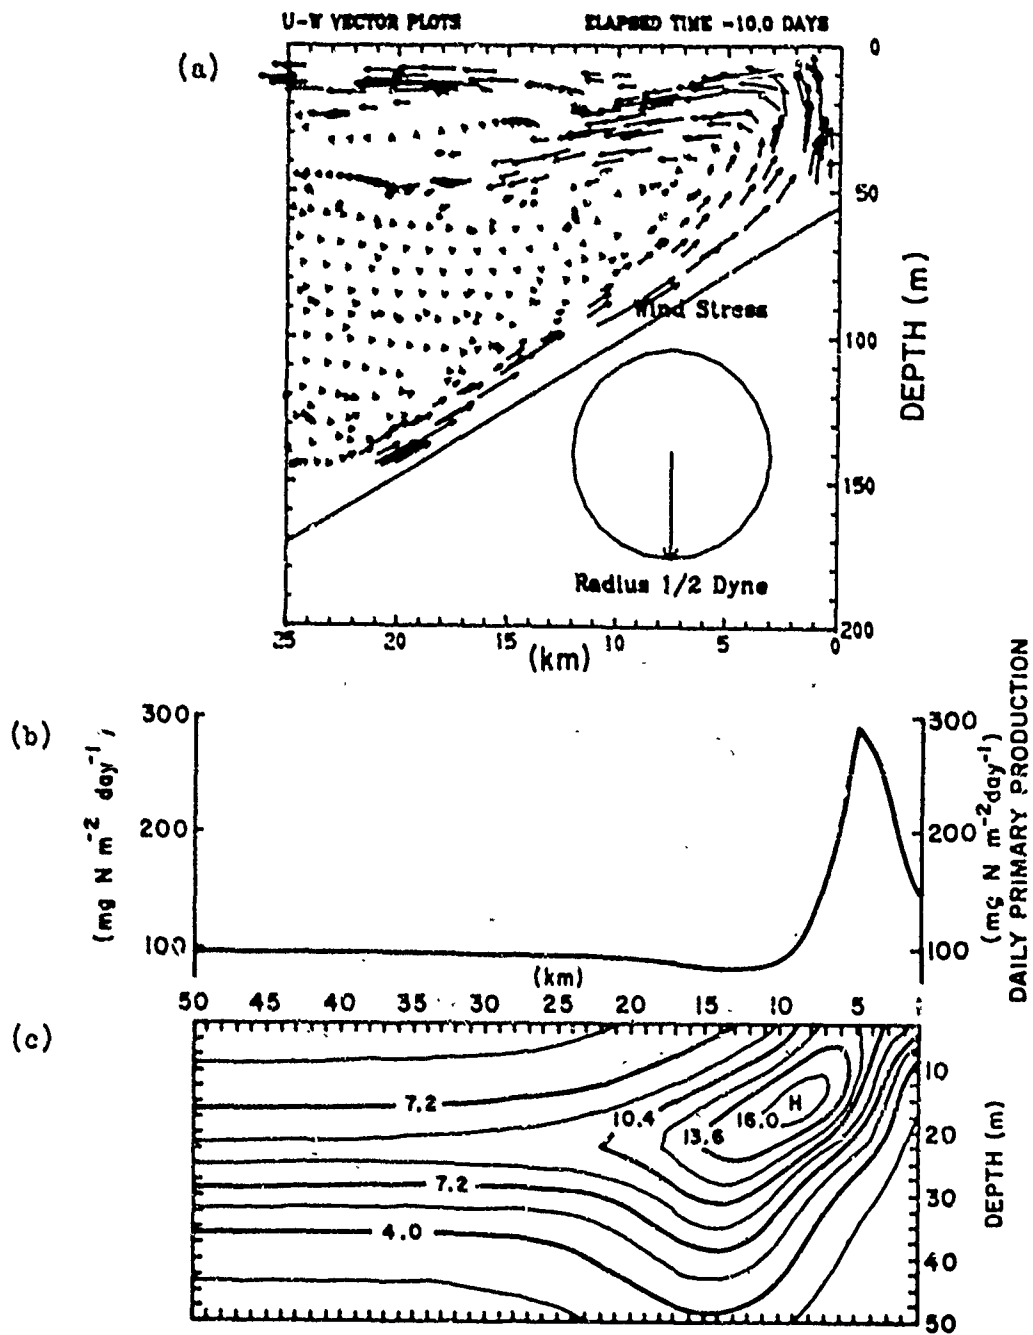 U-W VECTOR PLOTS ELAPSED TIME =10.0 DAYS
(a)
0
50
100
150
200
DEPTH (m)
Wind Stress
Radius 1/2 Dyne
25 20 15 10 5 0
(km)
(b)
300
200
100
(mg N m⁻² day⁻¹)
300
200
100
(mg N m⁻² day⁻¹)
DAILY PRIMARY PRODUCTION
(km)
50 45 40 35 30 25 20 15 10 5 1
(c)
7.2
10.4
13.6
16.0
H
7.2
4.0
10
20
30
40
50
DEPTH (m)